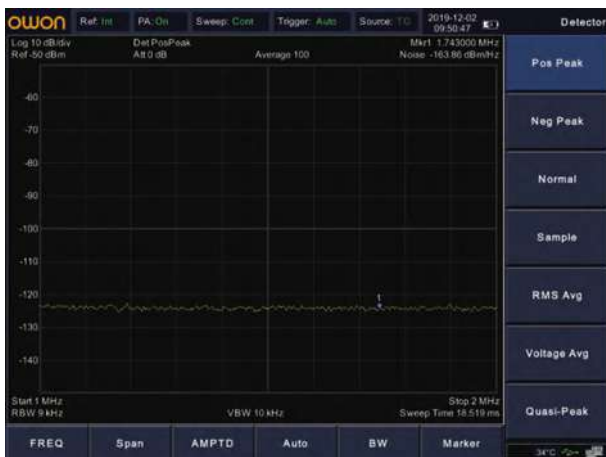 OWON Ref: Int PA: On Sweep: Cont Trigger: Auto Source: TG 2019-12-02 09:50:47 Detector
Log 10 dB/div Det PosPeak Mkr1 1.743000 MHz
Ref -50 dBm Att 0 dB Average 100 Noise -163.86 dBm/Hz
Pos Peak
-60
Neg Peak
-70
-80
Normal
-90
-100
Sample
-110
-120
1
RMS Avg
-130
-140
Voltage Avg
Start 1 MHz Stop 2 MHz
RBW 9 kHz VBW 10 kHz Sweep Time 18.519 ms
Quasi-Peak
FREQ Span AMPTD Auto BW Marker
34°C